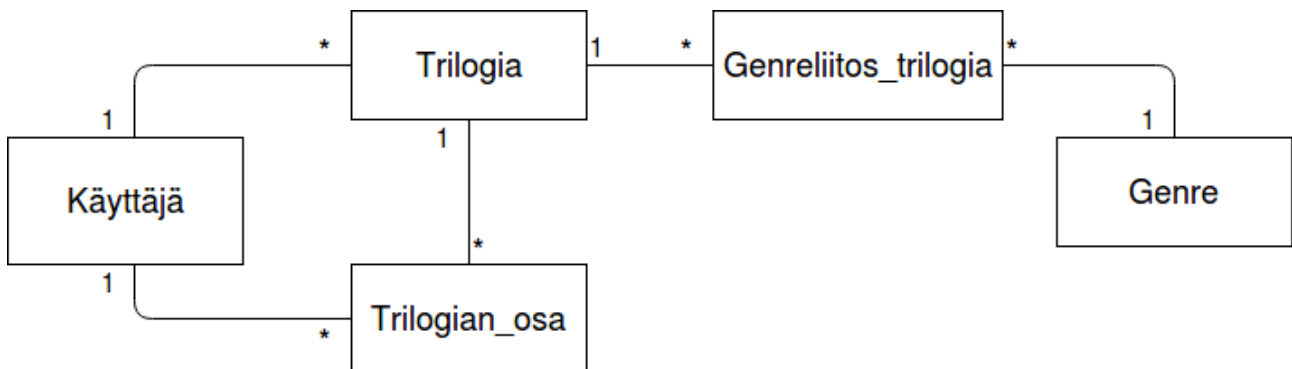 * Trilogia 1 * Genreliitos_trilogia *
1 1 1
Käyttäjä Genre
1 *
* Trilogian_osa